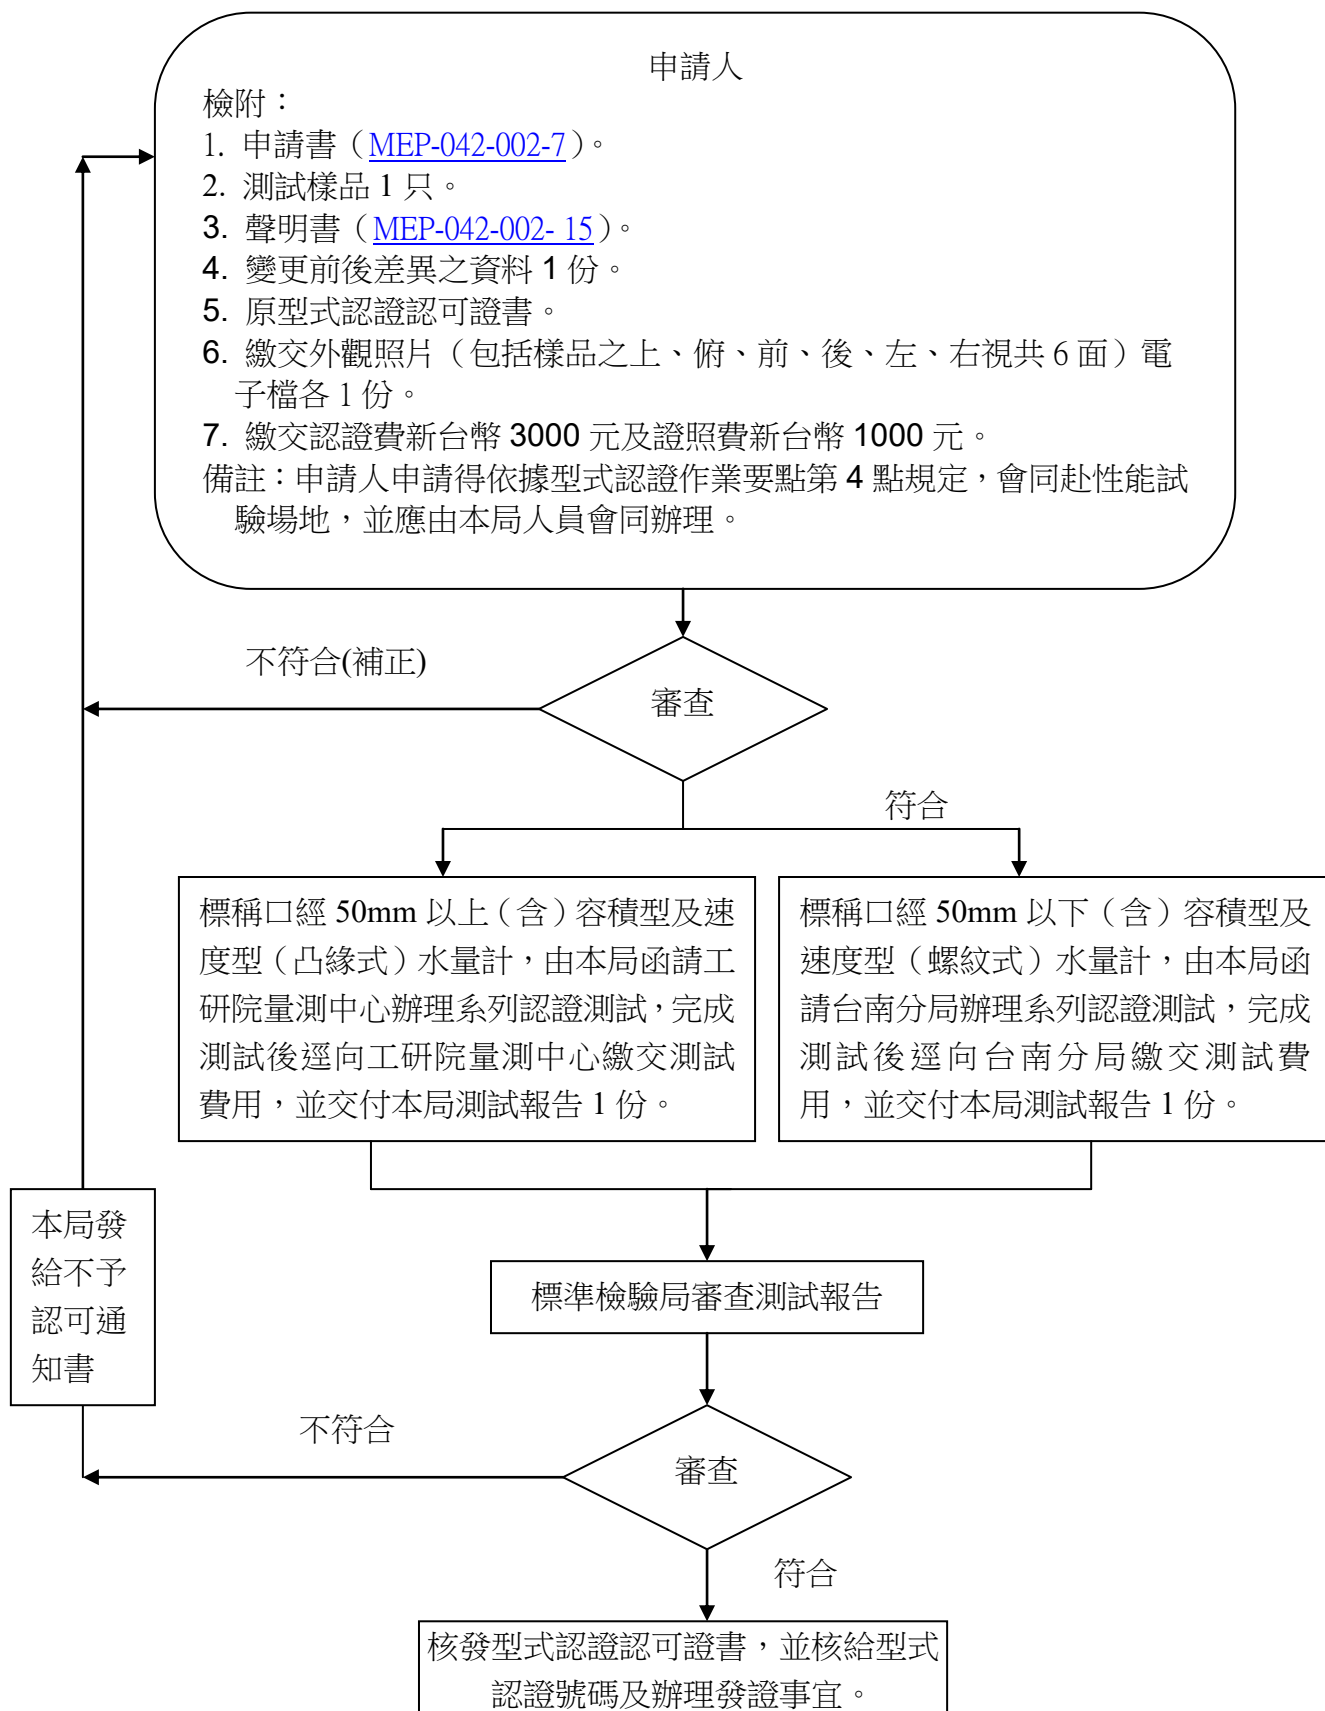 申請人
檢附：
1. 申請書（MEP-042-002-7）。
2. 測試樣品 1 只。
3. 聲明書（MEP-042-002- 15）。
4. 變更前後差異之資料 1 份。
5. 原型式認證認可證書。
6. 繳交外觀照片（包括樣品之上、俯、前、後、左、右視共 6 面）電
子檔各 1 份。
7. 繳交認證費新台幣 3000 元及證照費新台幣 1000 元。
備註：申請人申請得依據型式認證作業要點第 4 點規定，會同赴性能試
驗場地，並應由本局人員會同辦理。
不符合(補正)
審查
符合
標稱口經 50mm 以上（含）容積型及速
度型（凸緣式）水量計，由本局函請工
研院量測中心辦理系列認證測試，完成
測試後逕向工研院量測中心繳交測試
費用，並交付本局測試報告 1 份。
標稱口經 50mm 以下（含）容積型及
速度型（螺紋式）水量計，由本局函
請台南分局辦理系列認證測試，完成
測試後逕向台南分局繳交測試費
用，並交付本局測試報告 1 份。
本局發
給不予
認可通
知書
標準檢驗局審查測試報告
不符合
審查
符合
核發型式認證認可證書，並核給型式
認證號碼及辦理發證事宜。